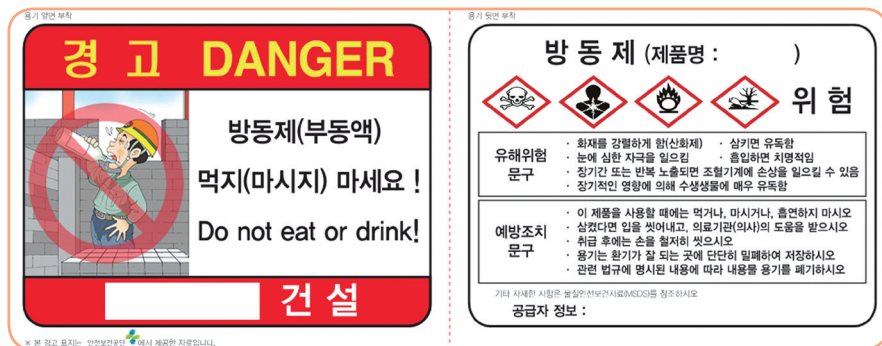 용기 앞면 부착
경 고 DANGER
방동제(부동액)
먹지(마시지) 마세요 !
Do not eat or drink!
건 설
※ 본 경고 표지는 안전보건공단 에서 제공한 자료입니다.
용기 뒷면 부착
방 동 제 (제품명 : )
위 험
유해위험
문구
· 화재를 강렬하게 함(산화제) · 삼키면 유독함
· 눈에 심한 자극을 일으킴 · 흡입하면 치명적임
· 장기간 또는 반복 노출되면 조혈기계에 손상을 일으킬 수 있음
· 장기적인 영향에 의해 수생생물에 매우 유독함
예방조치
문구
· 이 제품을 사용할 때에는 먹거나, 마시거나, 흡연하지 마시오
· 삼켰다면 입을 씻어내고, 의료기관(의사)의 도움을 받으시오
· 취급 후에는 손을 철저히 씻으시오
· 용기는 환기가 잘 되는 곳에 단단히 밀폐하여 저장하시오
· 관련 법규에 명시된 내용에 따라 내용물 용기를 폐기하시오
기타 자세한 사항은 물질안전보건자료(MSDS)를 참조하시오
공급자 정보 :